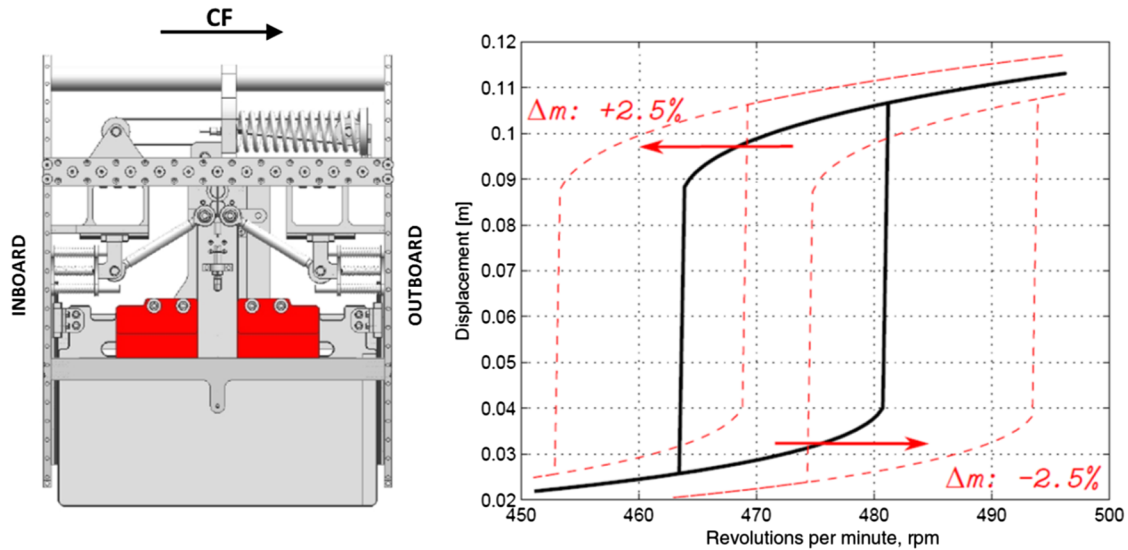 CF
INBOARD
OUTBOARD
0.12
0.11
0.1
0.09
0.08
0.07
0.06
0.05
0.04
0.03
0.02
Displacement [m]
Δm: +2.5%
Δm: -2.5%
450 460 470 480 490 500
Revolutions per minute, rpm